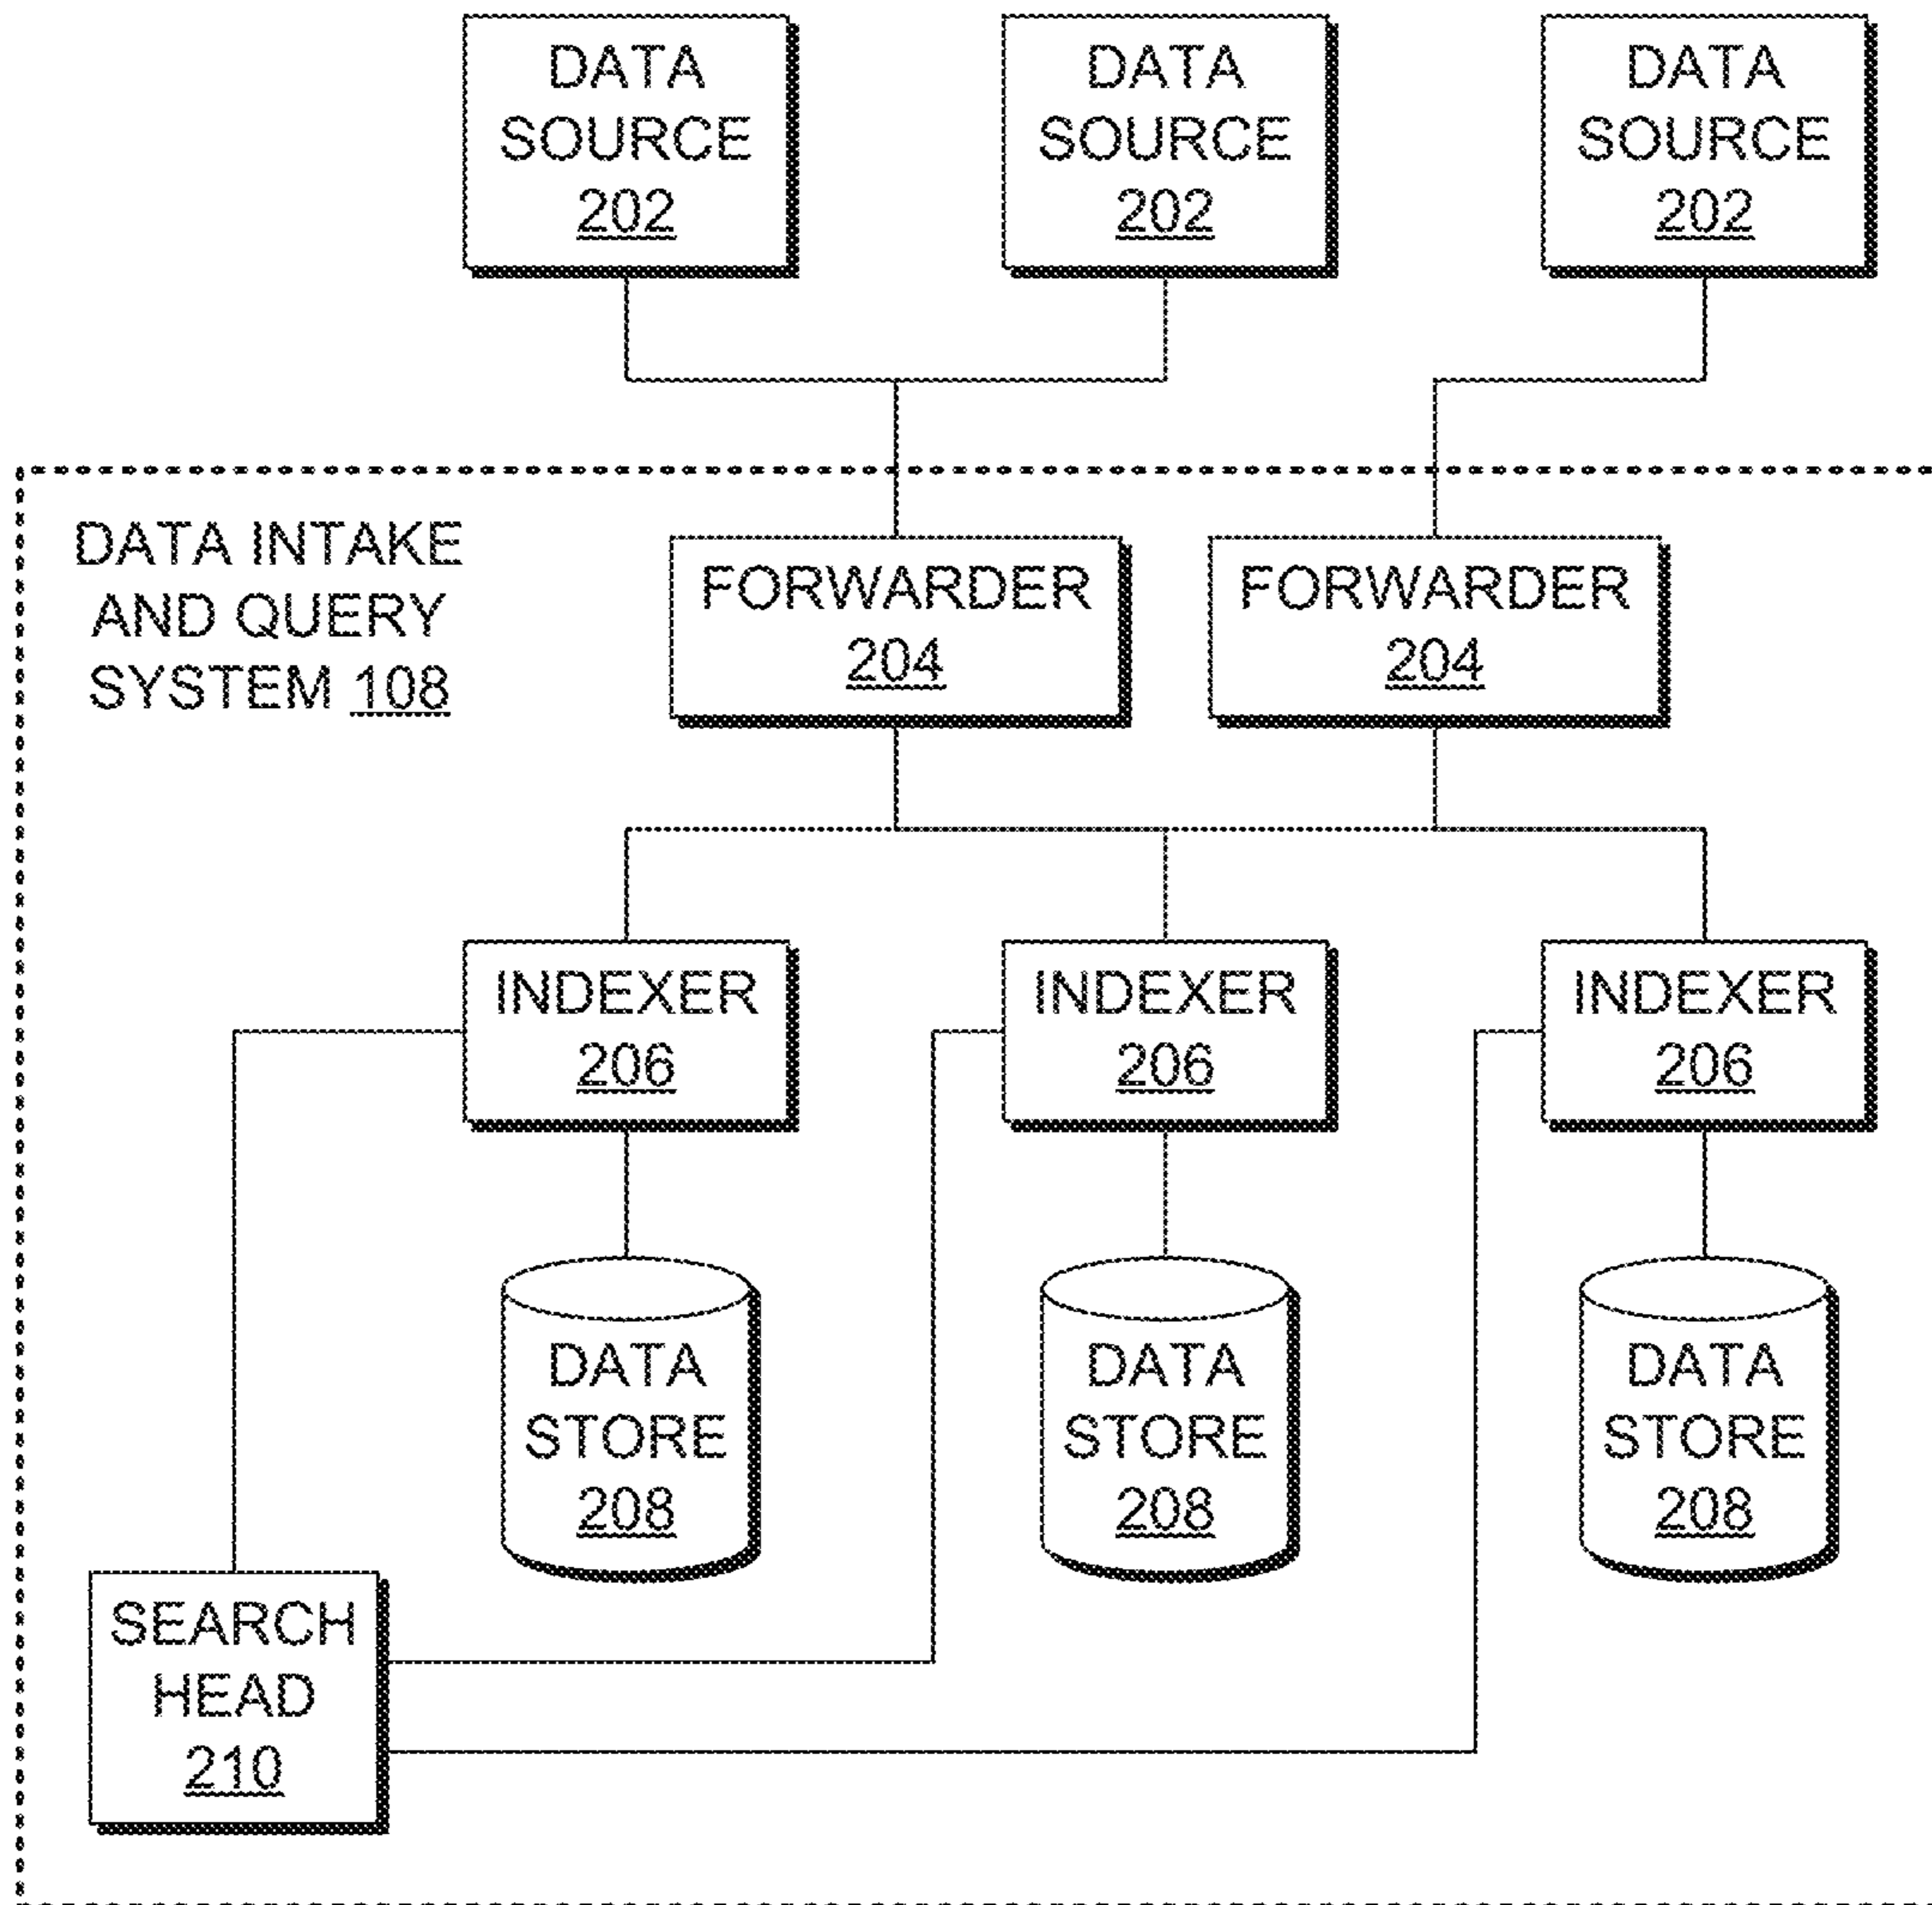 DATA
SOURCE
202
DATA
SOURCE
202
DATA
SOURCE
202
DATA INTAKE
AND QUERY
SYSTEM 108
FORWARDER
204
FORWARDER
204
INDEXER
206
INDEXER
206
INDEXER
206
DATA
STORE
208
DATA
STORE
208
DATA
STORE
208
SEARCH
HEAD
210